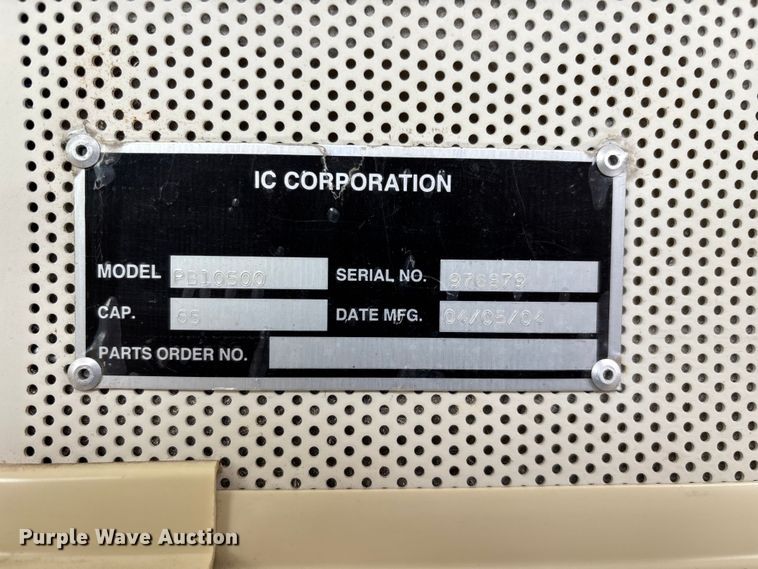 IC CORPORATION
MODEL PB10500 SERIAL NO. 976879
CAP. 65 DATE MFG. 04/05/04
PARTS ORDER NO.
Purple Wave Auction®